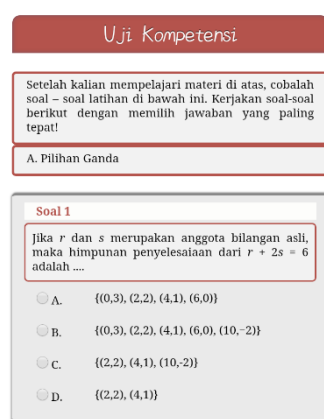 Uji Kompetensi
Setelah kalian mempelajari materi di atas, cobalah
soal – soal latihan di bawah ini. Kerjakan soal-soal
berikut dengan memilih jawaban yang paling
tepat!
A. Pilihan Ganda
Soal 1
Jika r dan s merupakan anggota bilangan asli,
maka himpunan penyelesaiaan dari r + 2s = 6
adalah ....
A. {(0,3), (2,2), (4,1), (6,0)}
B. {(0,3), (2,2), (4,1), (6,0), (10,−2)}
C. {(2,2), (4,1), (10,-2)}
D. {(2,2), (4,1)}